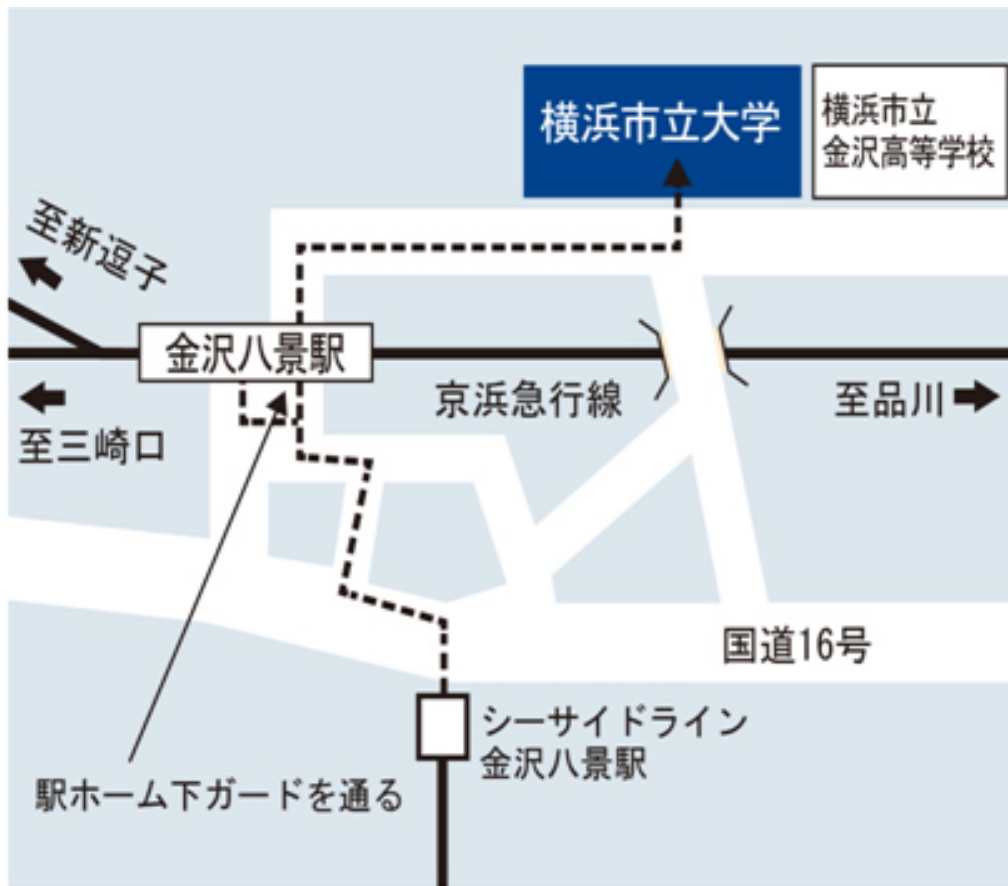 横浜市立大学
横浜市立
金沢高等学校
至新逗子
金沢八景駅
京浜急行線
至品川
至三崎口
国道16号
シーサイドライン
金沢八景駅
駅ホーム下ガードを通る